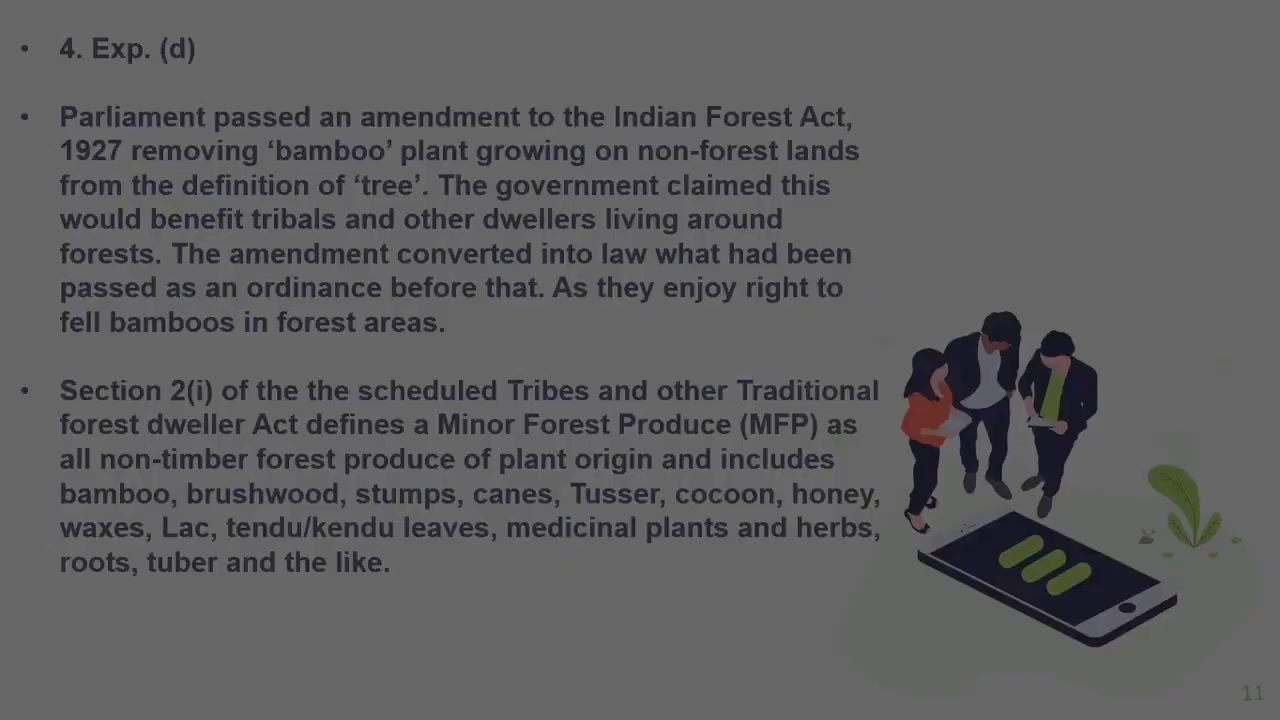 • 4. Exp. (d)
• Parliament passed an amendment to the Indian Forest Act,
1927 removing ‘bamboo’ plant growing on non-forest lands
from the definition of ‘tree’. The government claimed this
would benefit tribals and other dwellers living around
forests. The amendment converted into law what had been
passed as an ordinance before that. As they enjoy right to
fell bamboos in forest areas.
• Section 2(i) of the the scheduled Tribes and other Traditional
forest dweller Act defines a Minor Forest Produce (MFP) as
all non-timber forest produce of plant origin and includes
bamboo, brushwood, stumps, canes, Tusser, cocoon, honey,
waxes, Lac, tendu/kendu leaves, medicinal plants and herbs,
roots, tuber and the like.
11